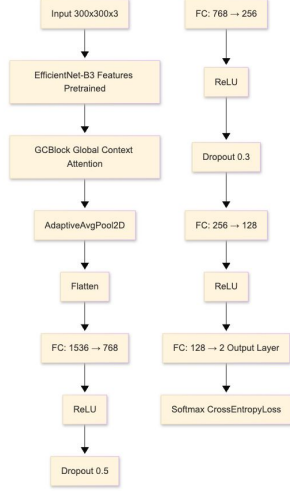 Input 300x300x3
EfficientNet-B3 Features
Pretrained
GCBlock Global Context
Attention
AdaptiveAvgPool2D
Flatten
FC: 1536 → 768
ReLU
Dropout 0.5
FC: 768 → 256
ReLU
Dropout 0.3
FC: 256 → 128
ReLU
FC: 128 → 2 Output Layer
Softmax CrossEntropyLoss